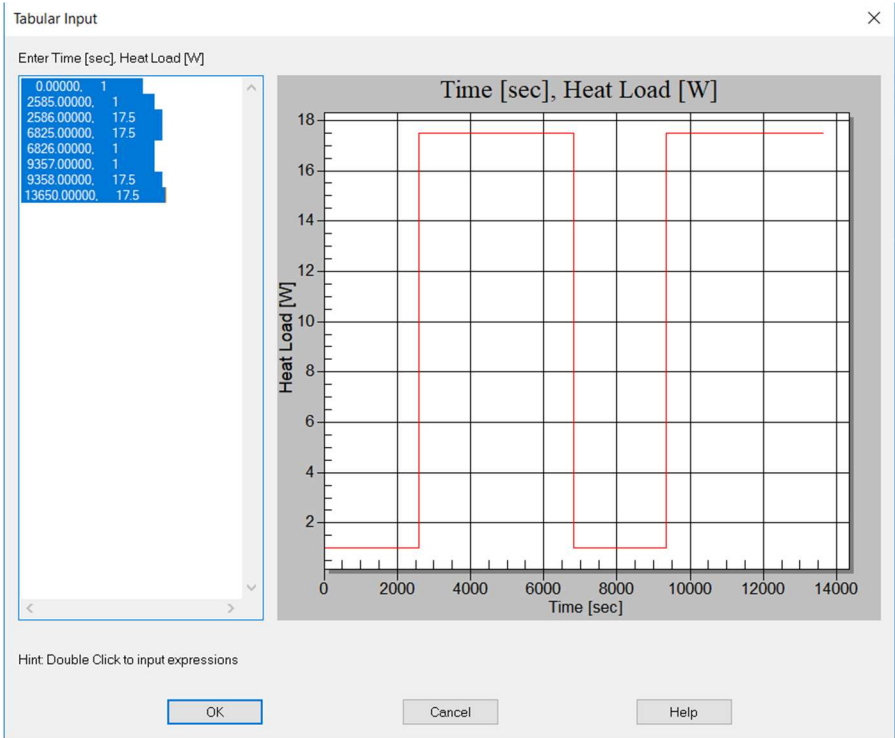 Tabular Input
Enter Time [sec], Heat Load [W]
0.00000, 1
2585.00000, 1
2586.00000, 17.5
6825.00000, 17.5
6826.00000, 1
9357.00000, 1
9358.00000, 17.5
13650.00000, 17.5
Time [sec], Heat Load [W]
18
16
14
12
10
8
6
4
2
Heat Load [W]
0 2000 4000 6000 8000 10000 12000 14000
Time [sec]
Hint: Double Click to input expressions
OK Cancel Help